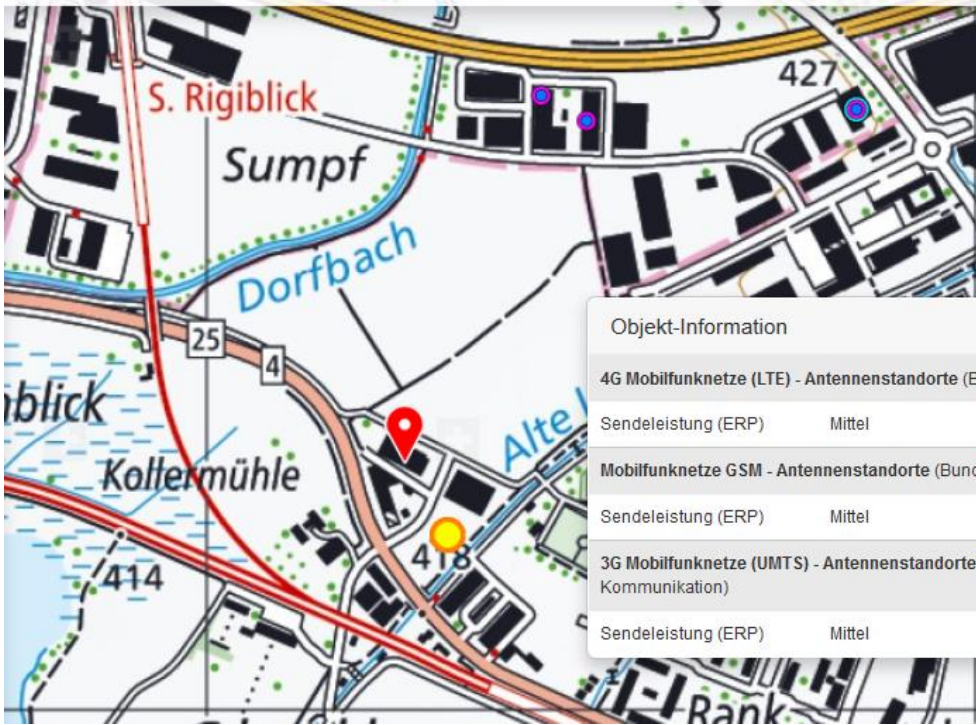 427
S. Rigiblick
Sumpf
Dorfbach
25
4
Objekt-Information
4G Mobilfunknetze (LTE) - Antennenstandorte
Sendeleistung (ERP) Mittel
blick
Alte
Kollermühle
Mobilfunknetze GSM - Antennenstandorte
Sendeleistung (ERP) Mittel
418
414
3G Mobilfunknetze (UMTS) - Antennenstandorte
Kommunikation)
Sendeleistung (ERP) Mittel
Rank